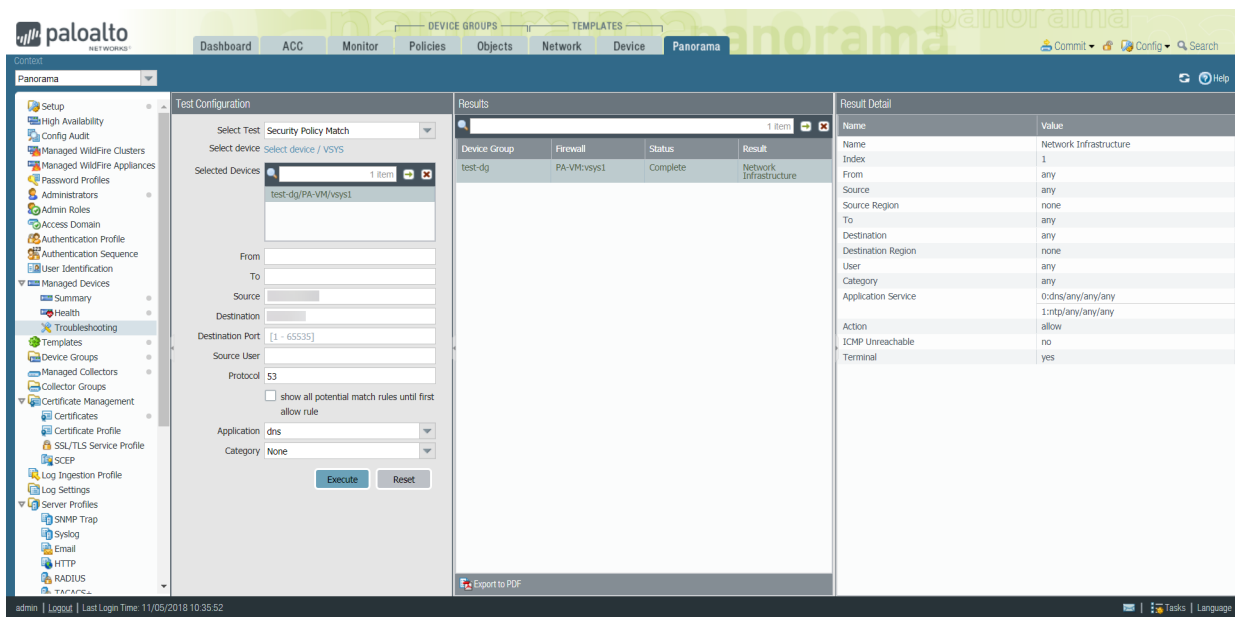 paloalto
NETWORKS
DEVICE GROUPS
TEMPLATES
Dashboard ACC Monitor Policies Objects Network Device Panorama
panorama
panorama
Commit Config Search
Context
Panorama
Help
Setup
High Availability
Config Audit
Managed WildFire Clusters
Managed WildFire Appliances
Password Profiles
Administrators
Admin Roles
Access Domain
Authentication Profile
Authentication Sequence
User Identification
Managed Devices
Summary
Health
Troubleshooting
Templates
Device Groups
Managed Collectors
Collector Groups
Certificate Management
Certificates
Certificate Profile
SSL/TLS Service Profile
SCEP
Log Ingestion Profile
Log Settings
Server Profiles
SNMP Trap
Syslog
Email
HTTP
RADIUS
TACACS+
Test Configuration
Select Test Security Policy Match
Select device Select device / VSYS
Selected Devices 1 item
test-dg/PA-VM/vsys1
From
To
Source
Destination
Destination Port [1 - 65535]
Source User
Protocol 53
show all potential match rules until first
allow rule
Application dns
Category None
Execute Reset
Results
1 item
Device Group Firewall Status Result
test-dg PA-VM:vsys1 Complete Network
Infrastructure
Export to PDF
Result Detail
Name Value
Name Network Infrastructure
Index 1
From any
Source any
Source Region none
To any
Destination any
Destination Region none
User any
Category any
Application Service 0:dns/any/any/any
1:ntp/any/any/any
Action allow
ICMP Unreachable no
Terminal yes
admin | Logout | Last Login Time: 11/05/2018 10:35:52
| Tasks | Language